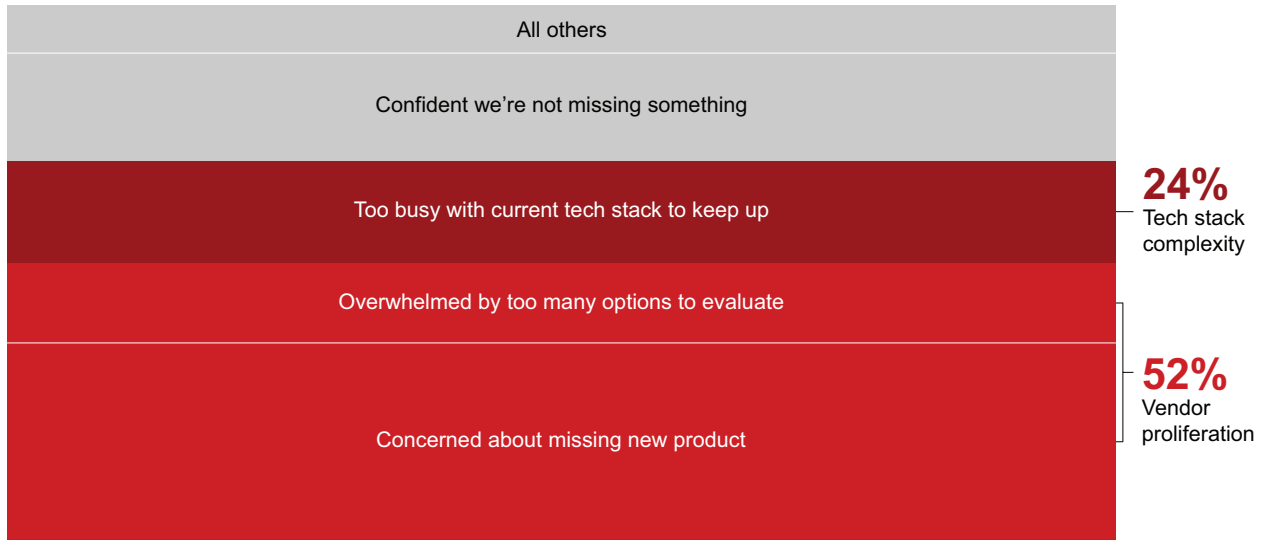 All others
Confident we're not missing something
Too busy with current tech stack to keep up
24%
Tech stack
complexity
Overwhelmed by too many options to evaluate
52%
Vendor
proliferation
Concerned about missing new product